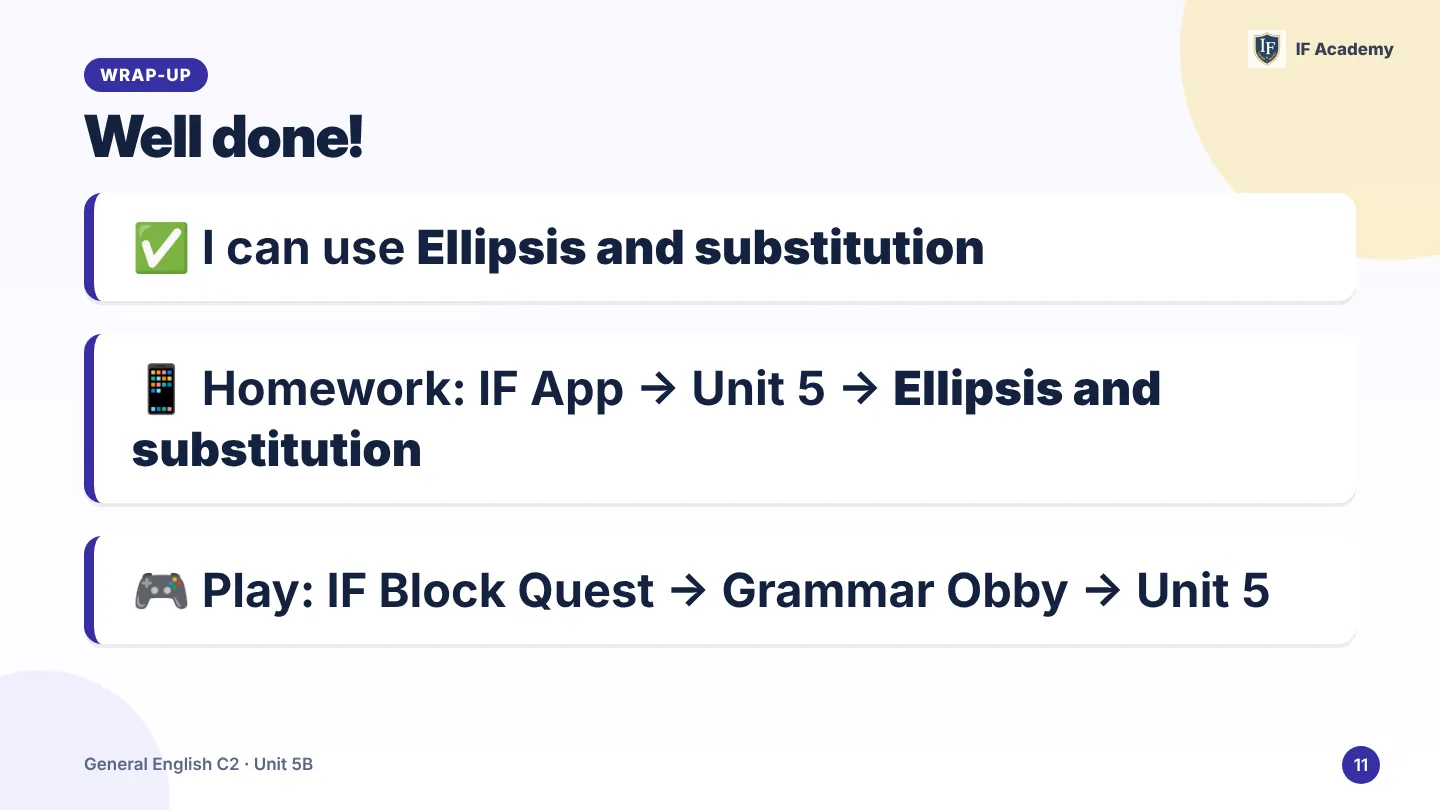 IF Academy
WRAP-UP
Well done!
✅ I can use Ellipsis and substitution
📱 Homework: IF App → Unit 5 → Ellipsis and
substitution
🎮 Play: IF Block Quest → Grammar Obby → Unit 5
General English C2 · Unit 5B
11